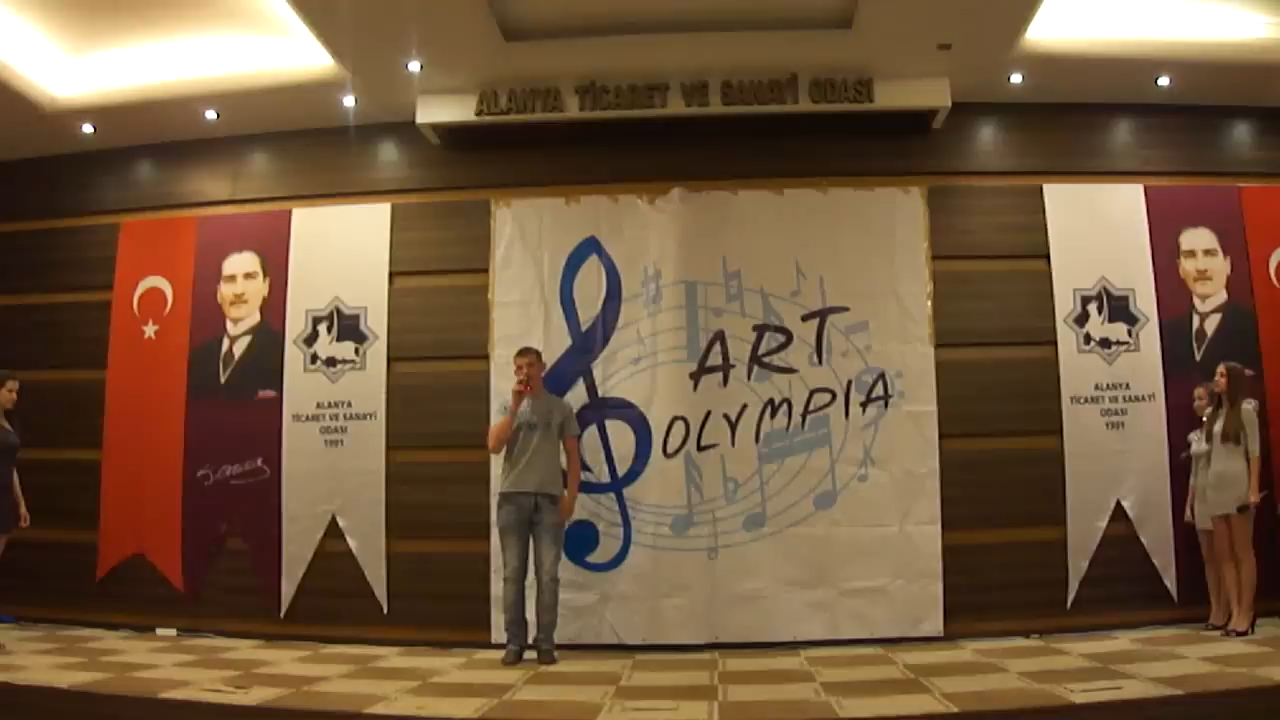 ALANYA TİCARET VE SANAYİ ODASI
ALANYA
TİCARET VE SANAYİ
ODASI
1991
ART
OLYMPIA
ALANYA
TİCARET VE SANAYİ
ODASI
1991